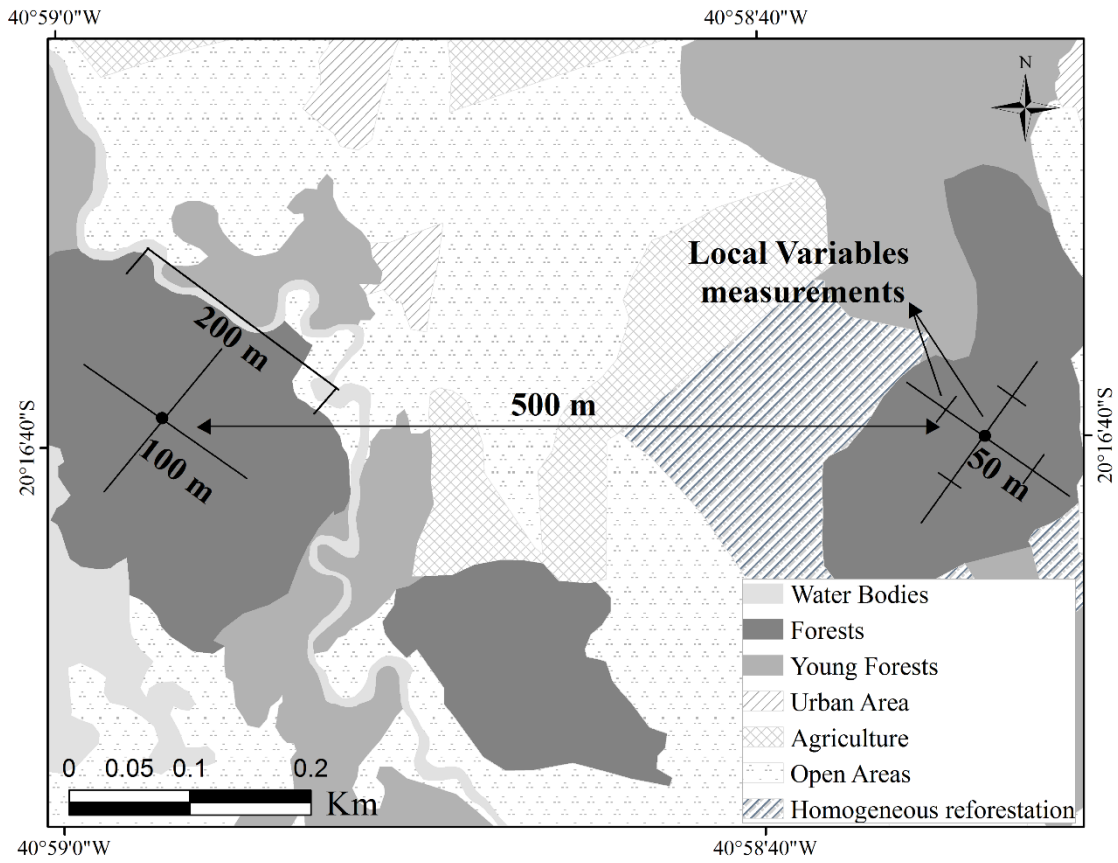 40°59'0"W
40°58'40"W
N
Local Variables
measurements
200 m
500 m
100 m
50 m
20°16'40"S
20°16'40"S
Water Bodies
Forests
Young Forests
Urban Area
Agriculture
Open Areas
Homogeneous reforestation
0 0.05 0.1 0.2
Km
40°59'0"W
40°58'40"W